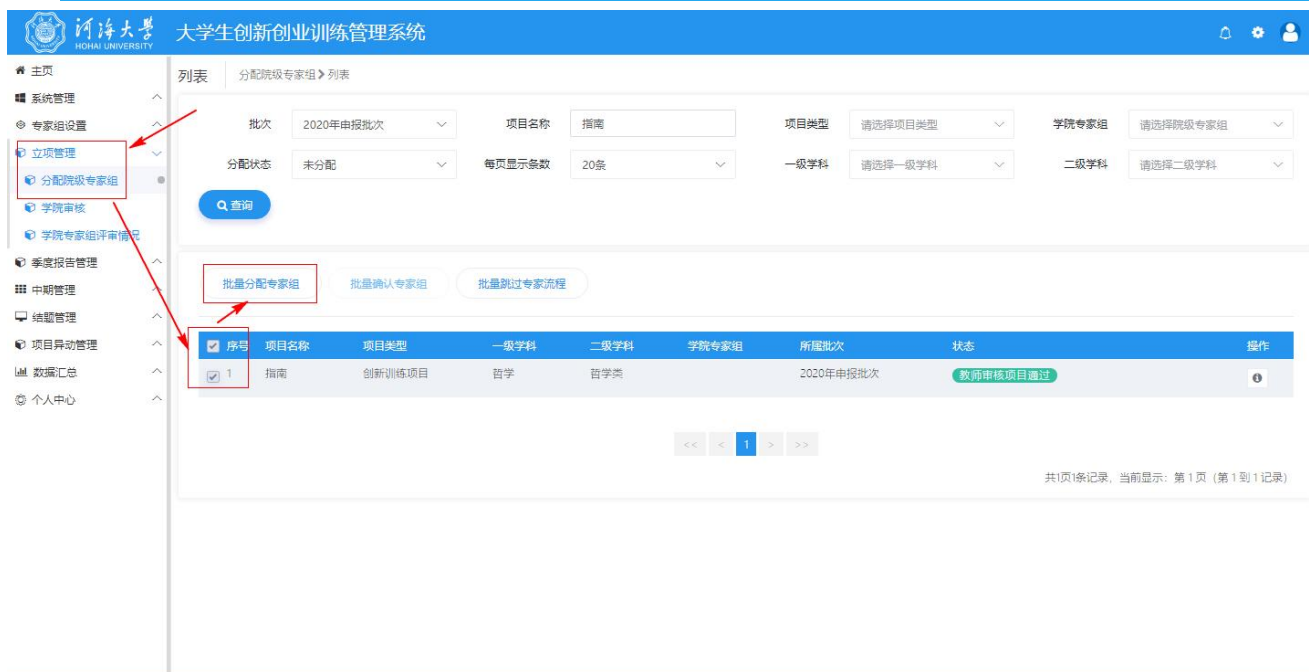 河海大学 HOHAI UNIVERSITY 大学生创新创业训练管理系统
主页
系统管理
专家组设置
立项管理
分配院级专家组
学院审核
学院专家组评审情况
季度报告管理
中期管理
结题管理
项目异动管理
数据汇总
个人中心
列表 分配院级专家组 列表
批次 2020年申报批次 项目名称 指南 项目类型 请选择项目类型 学院专家组 请选择院级专家组
分配状态 未分配 每页显示条数 20条 一级学科 请选择一级学科 二级学科 请选择二级学科
查询
批量分配专家组 批量确认专家组 批量跳过专家流程
序号 项目名称 项目类型 一级学科 二级学科 学院专家组 所属批次 状态 操作
1 指南 创新训练项目 哲学 哲学类 2020年申报批次 教师审核项目通过
<< < 1 > >>
共1页1条记录, 当前显示: 第 1 页 (第 1 到 1 记录)